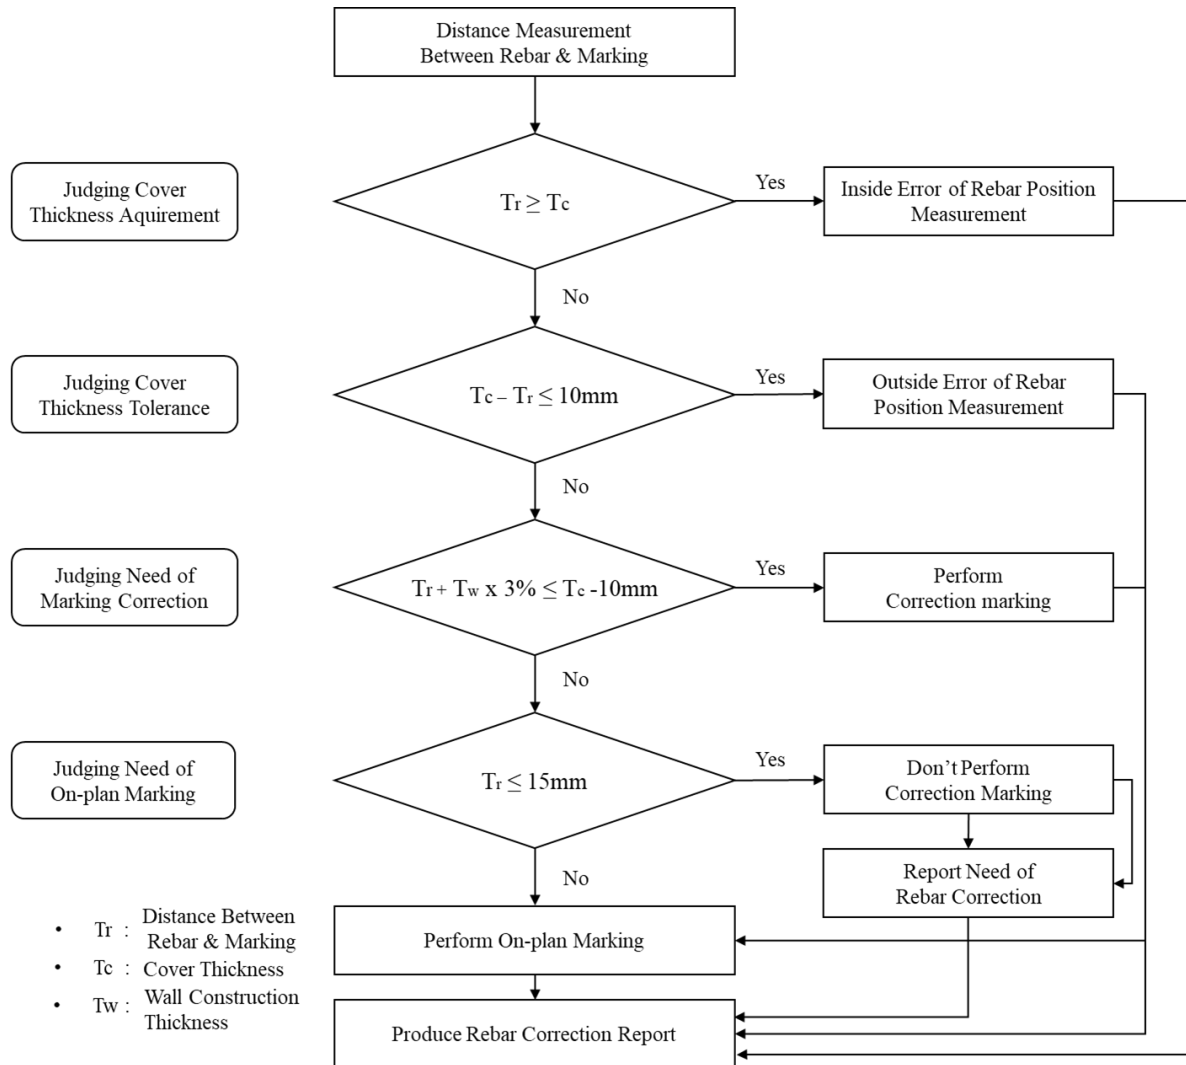 Distance Measurement
Between Rebar & Marking
Judging Cover
Thickness Aquirement
Tr ≥ Tc
Yes
Inside Error of Rebar Position
Measurement
No
Judging Cover
Thickness Tolerance
Tc – Tr ≤ 10mm
Yes
Outside Error of Rebar
Position Measurement
No
Judging Need of
Marking Correction
Tr + Tw x 3% ≤ Tc -10mm
Yes
Perform
Correction marking
No
Judging Need of
On-plan Marking
Tr ≤ 15mm
Yes
Don't Perform
Correction Marking
No
Report Need of
Rebar Correction
Perform On-plan Marking
Produce Rebar Correction Report
• Tr : Distance Between
Rebar & Marking
• Tc : Cover Thickness
• Tw : Wall Construction
Thickness